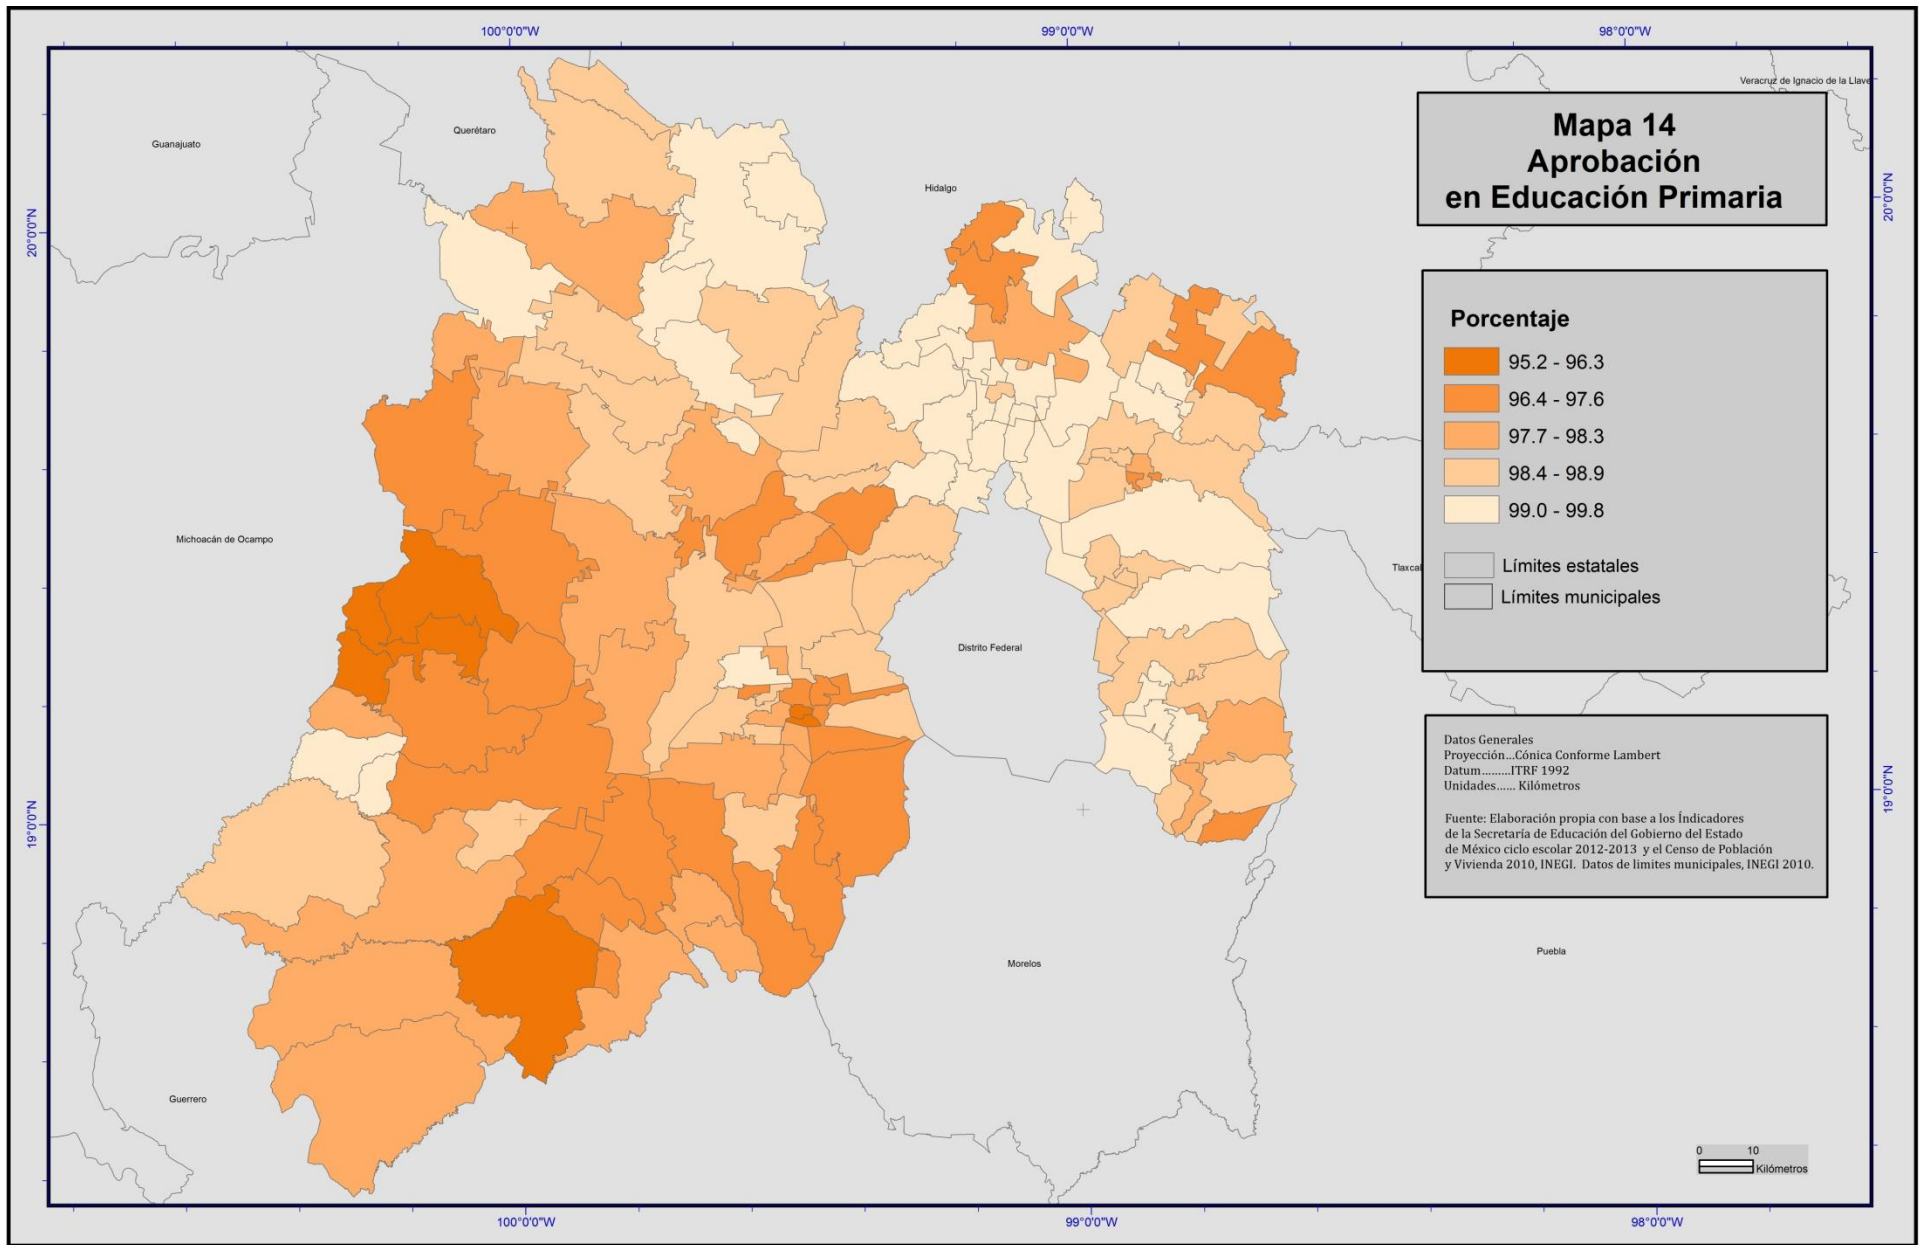 100°0'0"W
99°0'0"W
98°0'0"W
Veracruz de Ignacio de la Llave
Mapa 14
Aprobación
en Educación Primaria
Guanajuato
Querétaro
Hidalgo
20°0'0"N
20°0'0"N
Porcentaje
95.2 - 96.3
96.4 - 97.6
97.7 - 98.3
98.4 - 98.9
99.0 - 99.8
Límites estatales
Límites municipales
Michoacán de Ocampo
Tlaxcal
Distrito Federal
Datos Generales
Proyección...Cónica Conforme Lambert
Datum.........ITRF 1992
Unidades...... Kilómetros
Fuente: Elaboración propia con base a los Índicadores
de la Secretaría de Educación del Gobierno del Estado
de México ciclo escolar 2012-2013 y el Censo de Población
y Vivienda 2010, INEGI. Datos de limites municipales, INEGI 2010.
19°0'0"N
19°0'0"N
Puebla
Morelos
Guerrero
0 10
Kilómetros
100°0'0"W
99°0'0"W
98°0'0"W